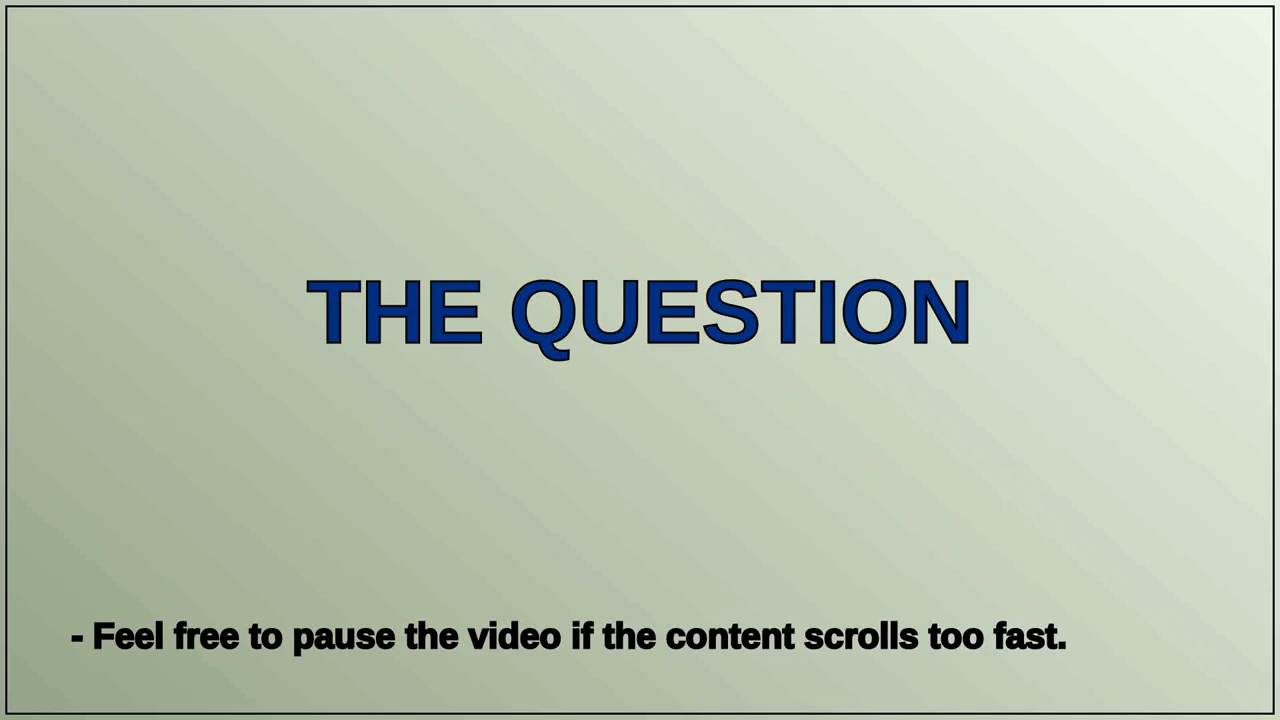 THE QUESTION
- Feel free to pause the video if the content scrolls too fast.